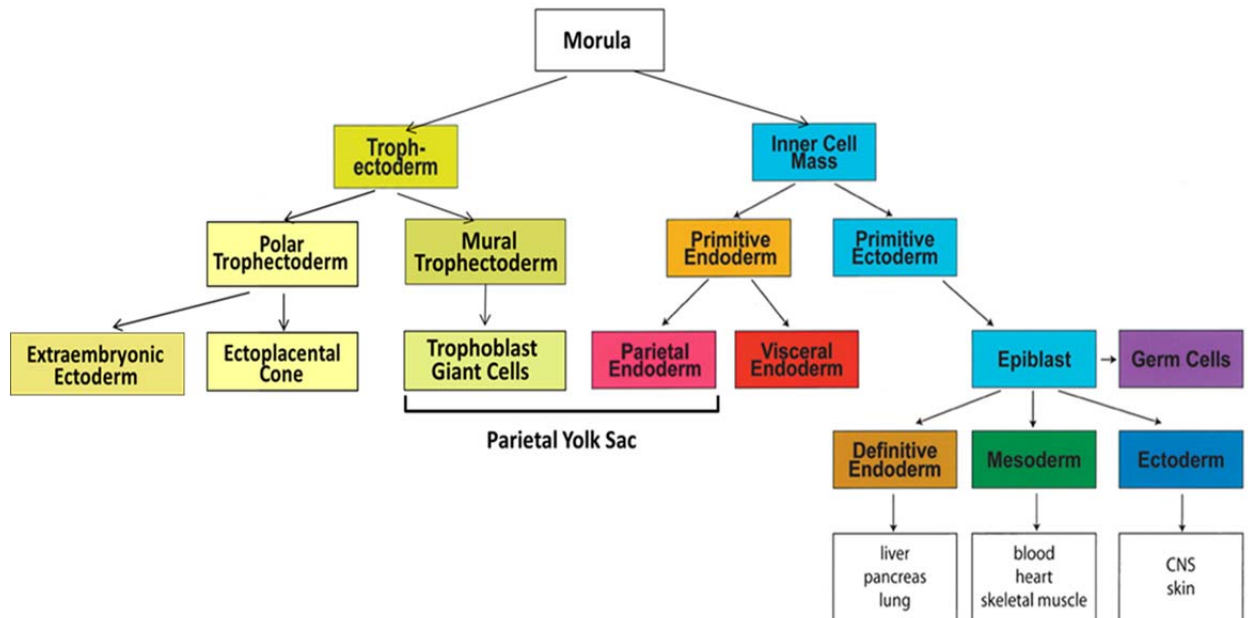 Morula
Troph-
ectoderm
Inner Cell
Mass
Polar
Trophectoderm
Mural
Trophectoderm
Primitive
Endoderm
Primitive
Ectoderm
Extraembryonic
Ectoderm
Ectoplacental
Cone
Trophoblast
Giant Cells
Parietal
Endoderm
Visceral
Endoderm
Epiblast
Germ Cells
Parietal Yolk Sac
Definitive
Endoderm
Mesoderm
Ectoderm
liver
pancreas
lung
blood
heart
skeletal muscle
CNS
skin